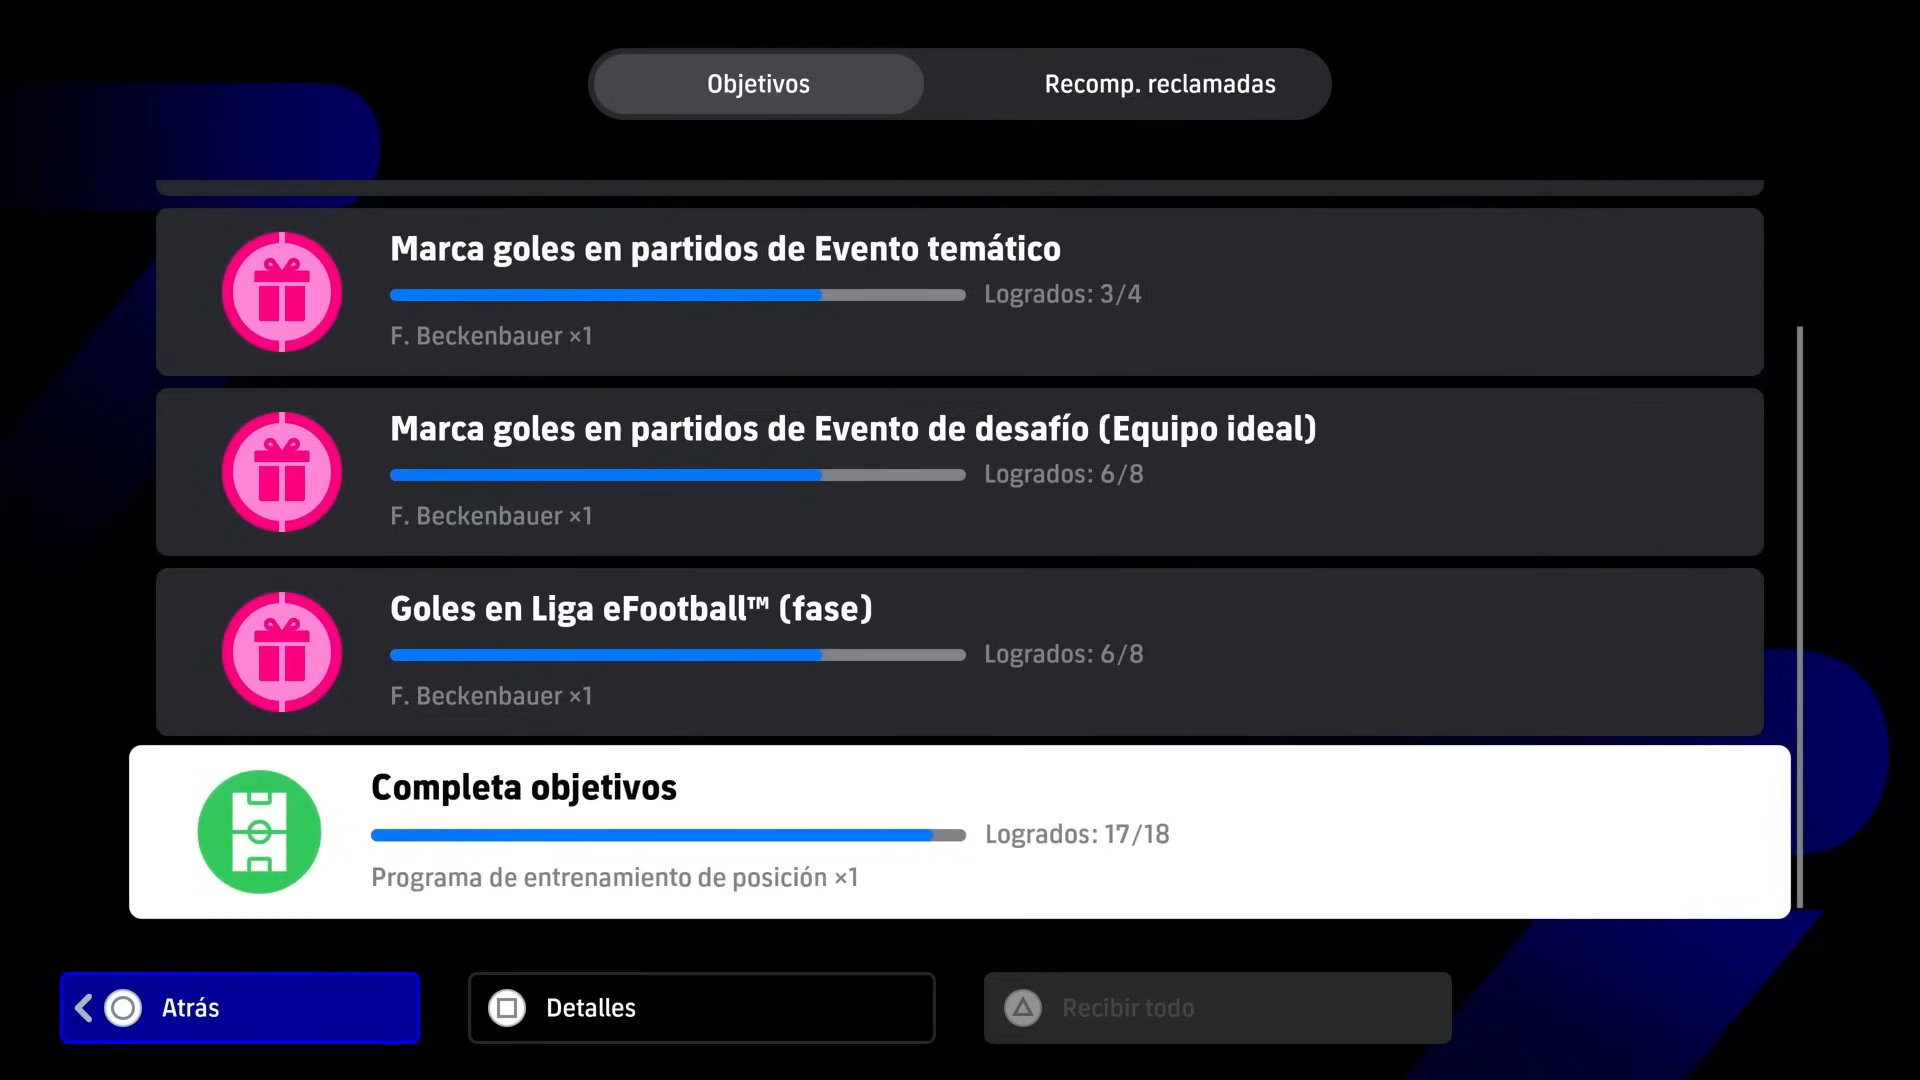 Objetivos
Recomp. reclamadas
Marca goles en partidos de Evento temático
Logrados: 3/4
F. Beckenbauer ×1
Marca goles en partidos de Evento de desafío (Equipo ideal)
Logrados: 6/8
F. Beckenbauer ×1
Goles en Liga eFootball™ (fase)
Logrados: 6/8
F. Beckenbauer ×1
Completa objetivos
Logrados: 17/18
Programa de entrenamiento de posición ×1
Atrás
Detalles
Recibir todo